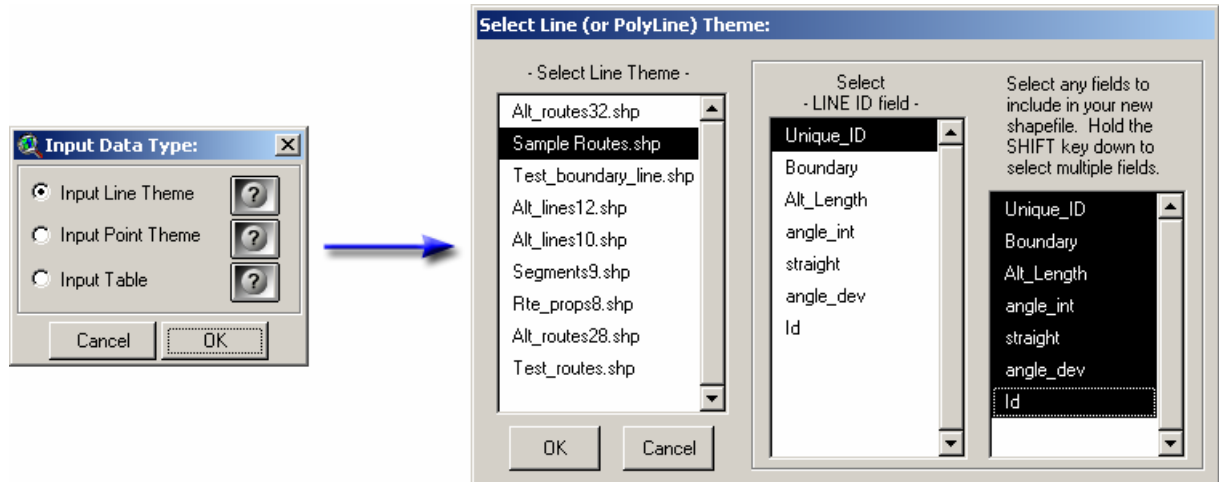 Input Data Type:
Input Line Theme
?
Input Point Theme
?
Input Table
?
Cancel
OK
Select Line (or PolyLine) Theme:
- Select Line Theme -
Alt_routes32.shp
Sample Routes.shp
Test_boundary_line.shp
Alt_lines12.shp
Alt_lines10.shp
Segments9.shp
Rte_props8.shp
Alt_routes28.shp
Test_routes.shp
OK
Cancel
Select
- LINE ID field -
Unique_ID
Boundary
Alt_Length
angle_int
straight
angle_dev
Id
Select any fields to
include in your new
shapefile. Hold the
SHIFT key down to
select multiple fields.
Unique_ID
Boundary
Alt_Length
angle_int
straight
angle_dev
Id